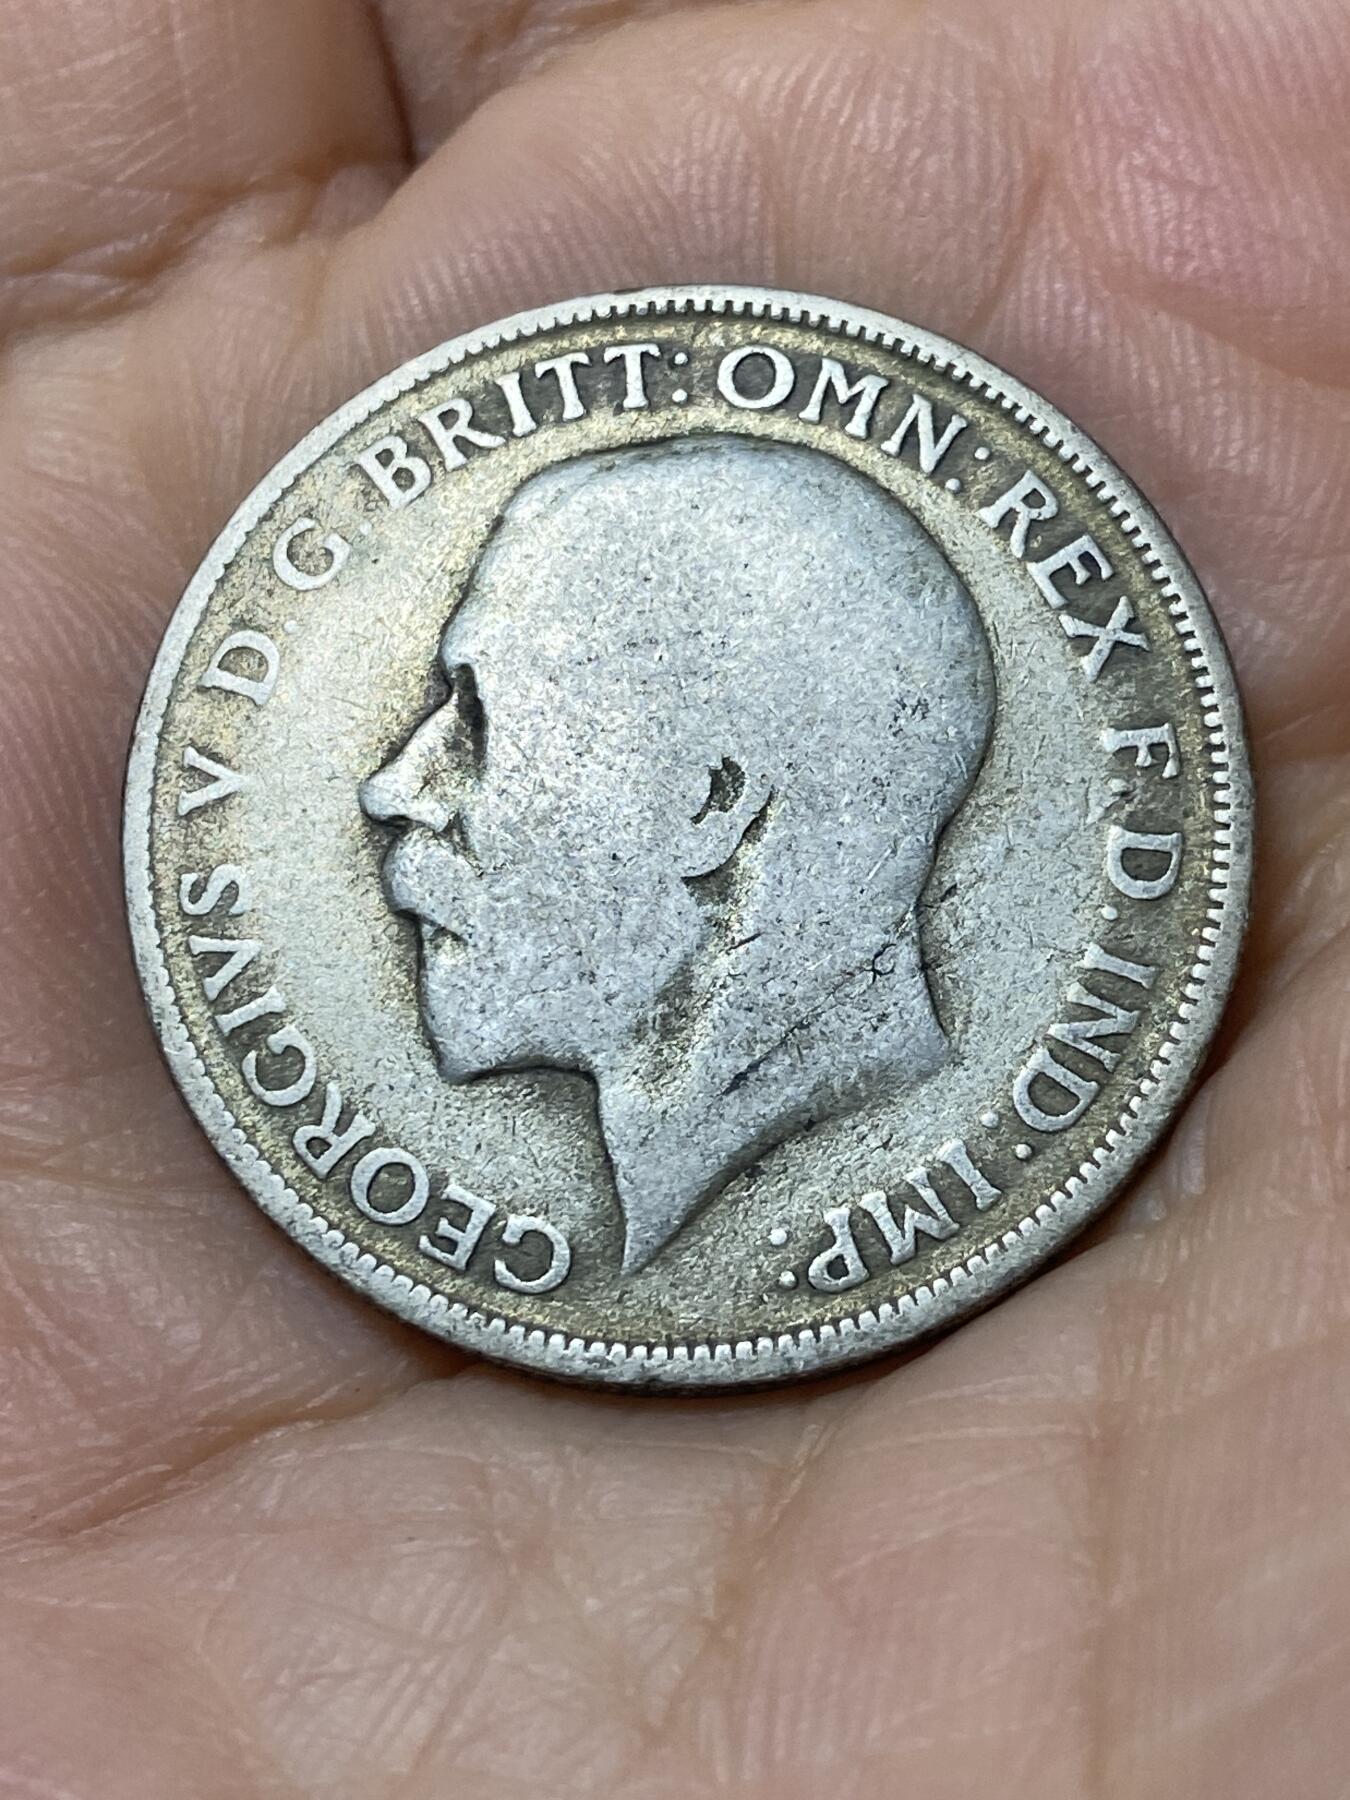 GEORGIVS V D.G.BRITT: OMN: REX F.D.IND: IMP: